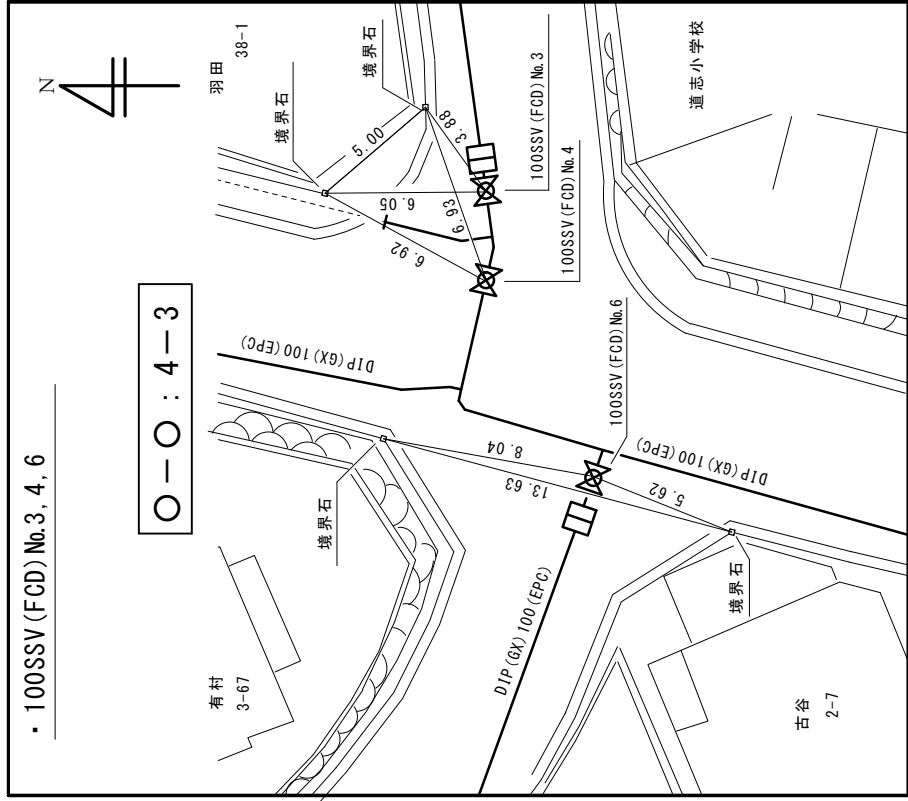 ・100SSV(FCD)No.3, 4, 6
○－○：4－3
N
羽田
38-1
境界石
境界石
5.00
3.88
6.05
6.93
6.92
100SSV(FCD)No.3
100SSV(FCD)No.4
道志小学校
DIP(GX)100(EPC)
有村
3-67
境界石
8.04
13.63
100SSV(FCD)No.6
5.62
DIP(GX)100(EPC)
DIP(GX)100(EPC)
境界石
古谷
2-7